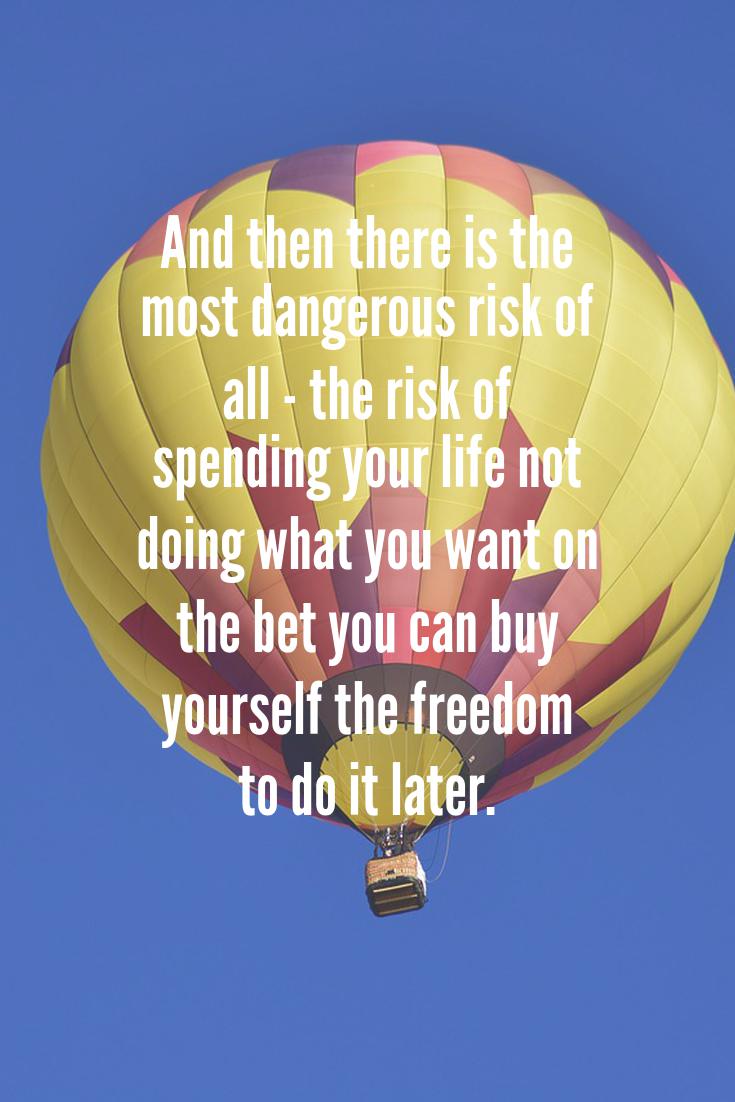 And then there is the
most dangerous risk of
all - the risk of
spending your life not
doing what you want on
the bet you can buy
yourself the freedom
to do it later.